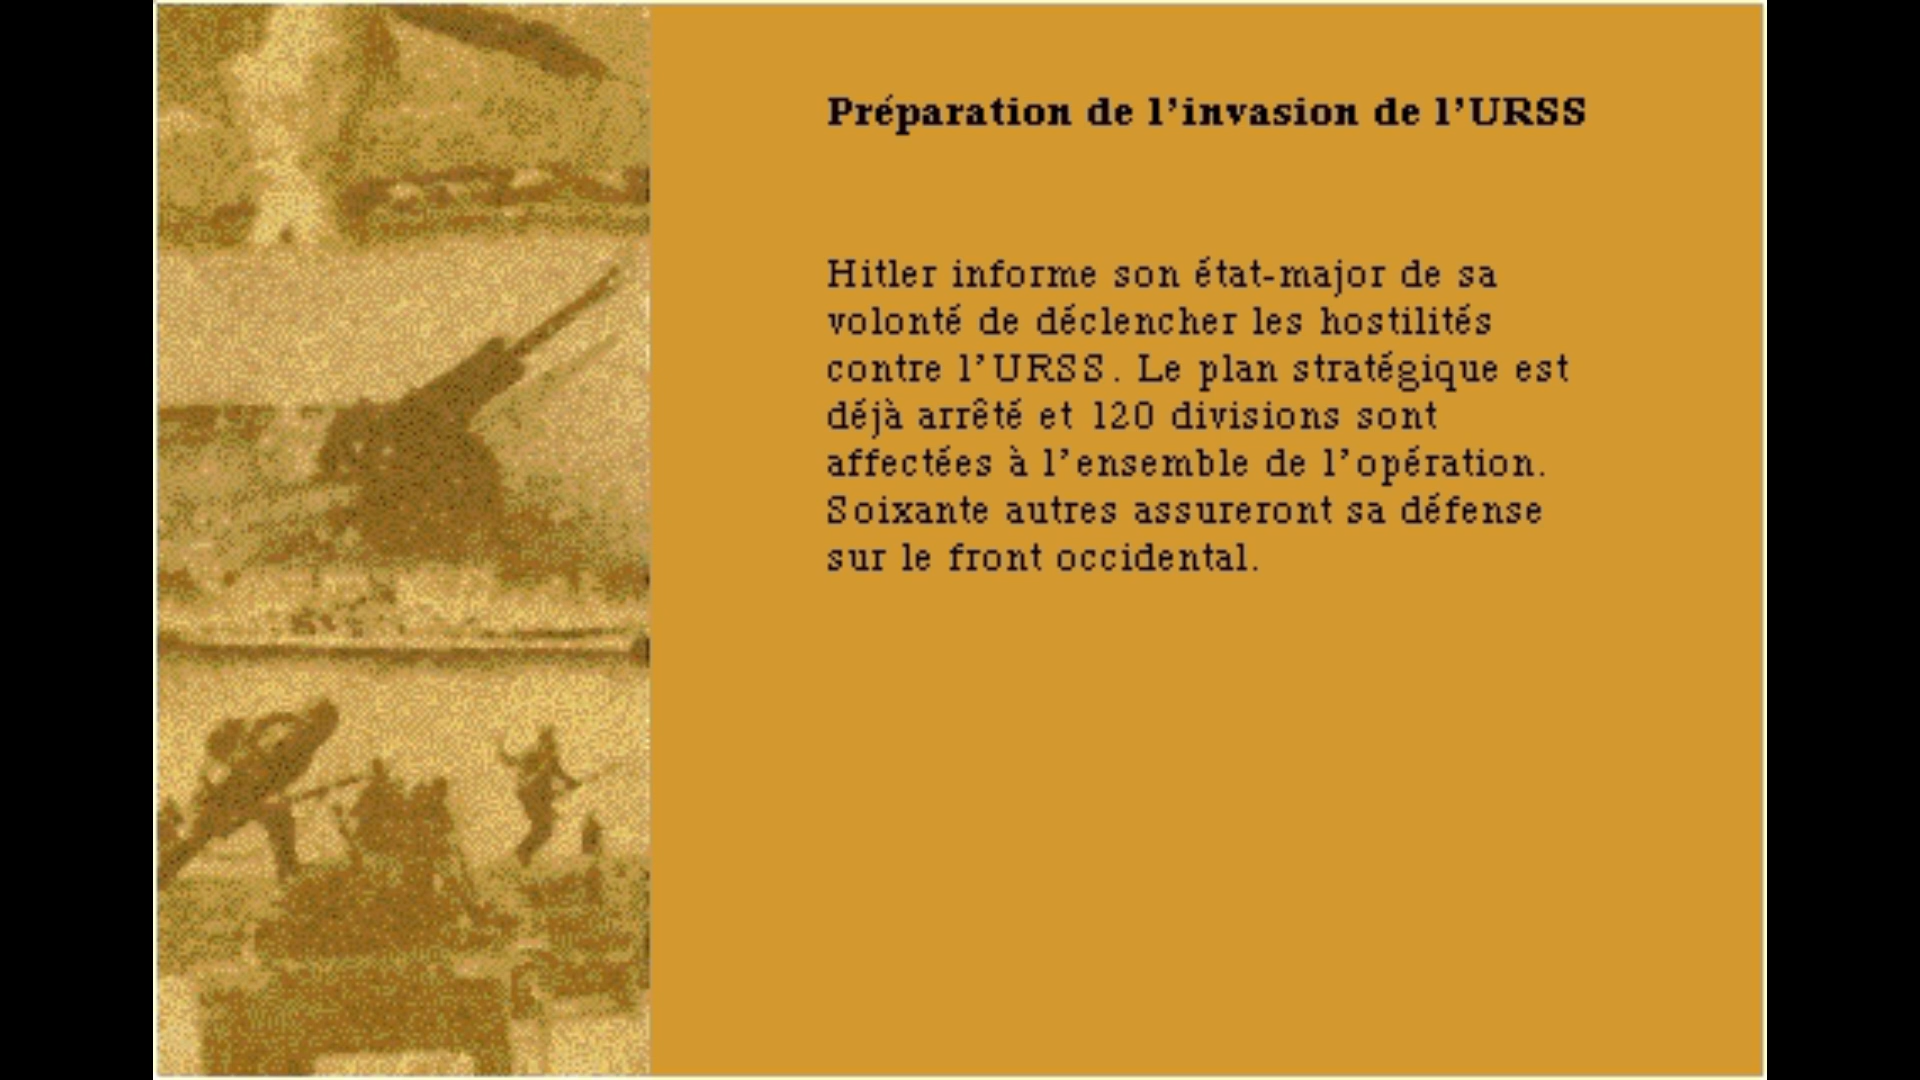 Préparation de l’invasion de l’URSS
Hitler informe son état-major de sa
volonté de déclencher les hostilités
contre l’URSS. Le plan stratégique est
déjà arrêté et 120 divisions sont
affectées à l’ensemble de l’opération.
Soixante autres assureront sa défense
sur le front occidental.